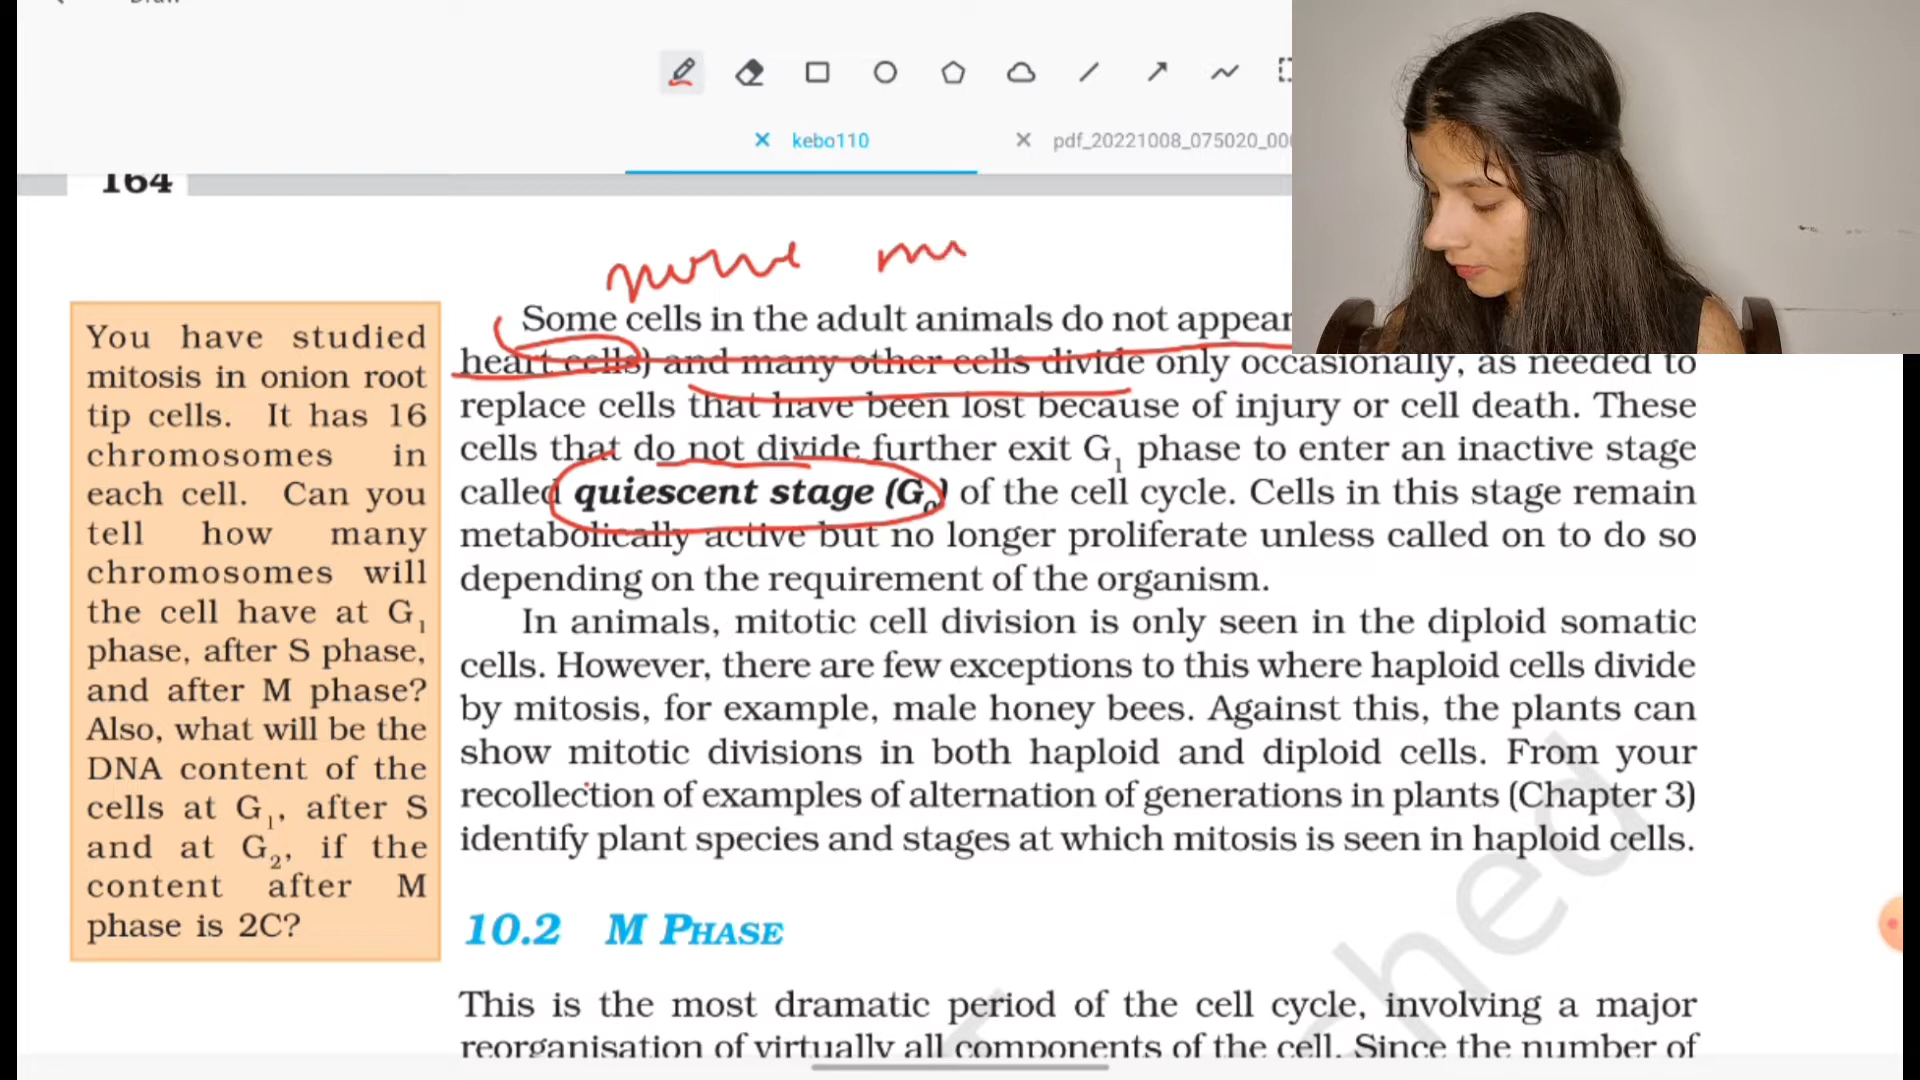 kebo110
pdf_20221008_075020_00
164
nerve
Some cells in the adult animals do not appear
heart cells) and many other cells divide only occasionally, as needed to
replace cells that have been lost because of injury or cell death. These
cells that do not divide further exit G1 phase to enter an inactive stage
called quiescent stage (G0) of the cell cycle. Cells in this stage remain
metabolically active but no longer proliferate unless called on to do so
depending on the requirement of the organism.
In animals, mitotic cell division is only seen in the diploid somatic
cells. However, there are few exceptions to this where haploid cells divide
by mitosis, for example, male honey bees. Against this, the plants can
show mitotic divisions in both haploid and diploid cells. From your
recollection of examples of alternation of generations in plants (Chapter 3)
identify plant species and stages at which mitosis is seen in haploid cells.
You have studied
mitosis in onion root
tip cells. It has 16
chromosomes in
each cell. Can you
tell how many
chromosomes will
the cell have at G1
phase, after S phase,
and after M phase?
Also, what will be the
DNA content of the
cells at G1, after S
and at G2, if the
content after M
phase is 2C?
10.2 M PHASE
This is the most dramatic period of the cell cycle, involving a major
reorganisation of virtually all components of the cell. Since the number of